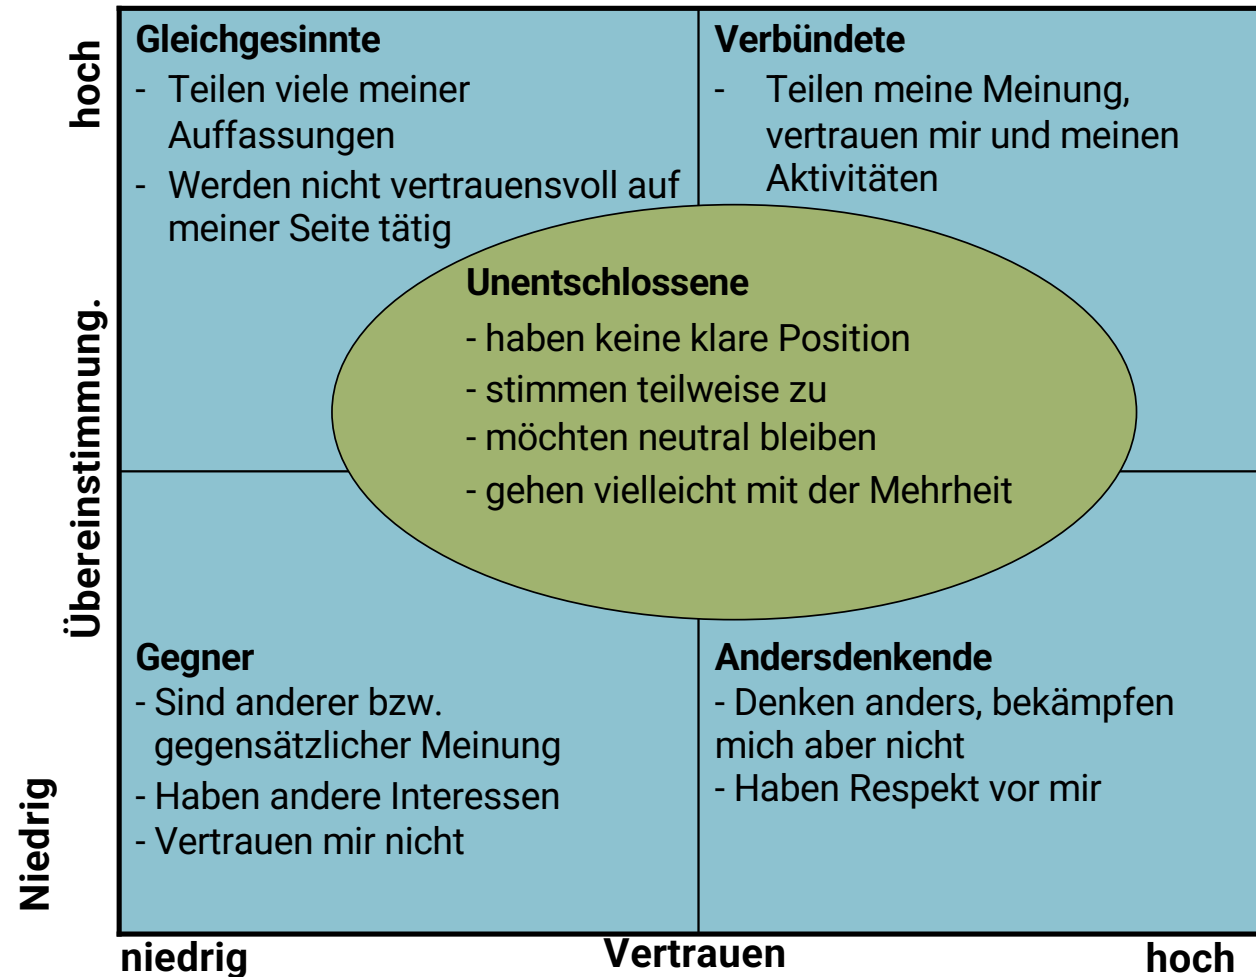 hoch
Übereinstimmung.
Niedrig
Gleichgesinnte
- Teilen viele meiner
Auffassungen
- Werden nicht vertrauensvoll auf
meiner Seite tätig
Verbündete
- Teilen meine Meinung,
vertrauen mir und meinen
Aktivitäten
Unentschlossene
- haben keine klare Position
- stimmen teilweise zu
- möchten neutral bleiben
- gehen vielleicht mit der Mehrheit
Gegner
- Sind anderer bzw.
gegensätzlicher Meinung
- Haben andere Interessen
- Vertrauen mir nicht
Andersdenkende
- Denken anders, bekämpfen
mich aber nicht
- Haben Respekt vor mir
niedrig
Vertrauen
hoch